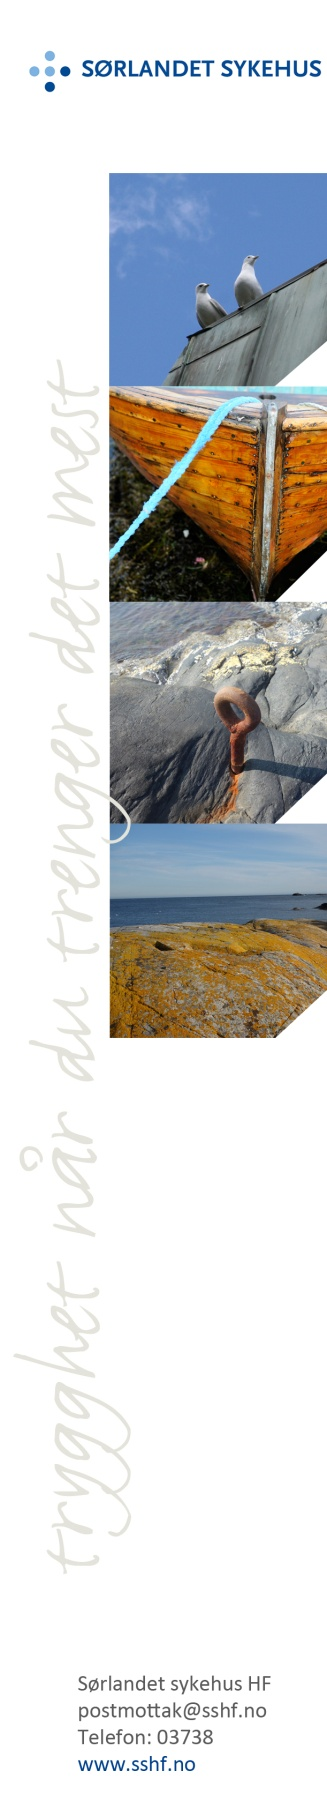 SØRLANDET SYKEHUS
trygghet når du trenger det mest
Sørlandet sykehus HF
postmottak@sshf.no
Telefon: 03738
www.sshf.no